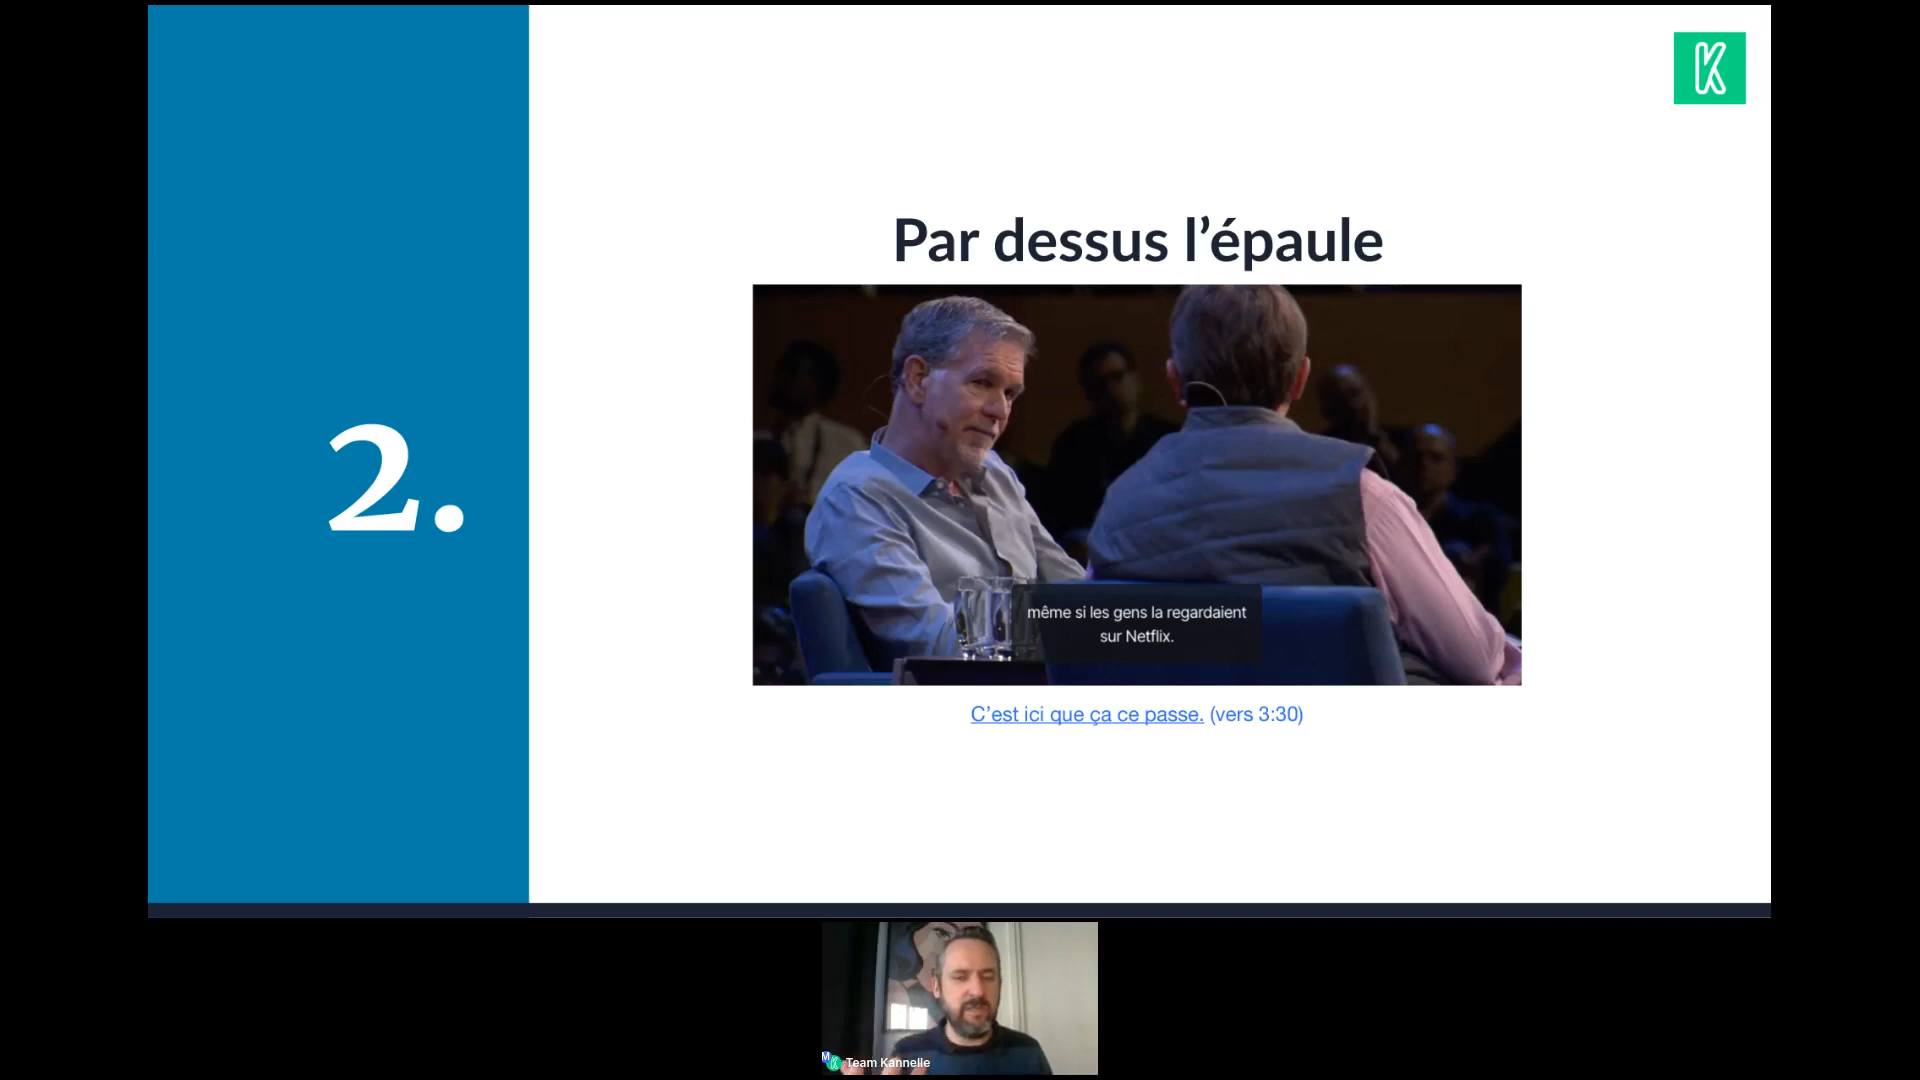 K
Par dessus l’épaule
2.
même si les gens la regardaient
sur Netflix.
C’est ici que ça ce passe. (vers 3:30)
M
Team Kannelle